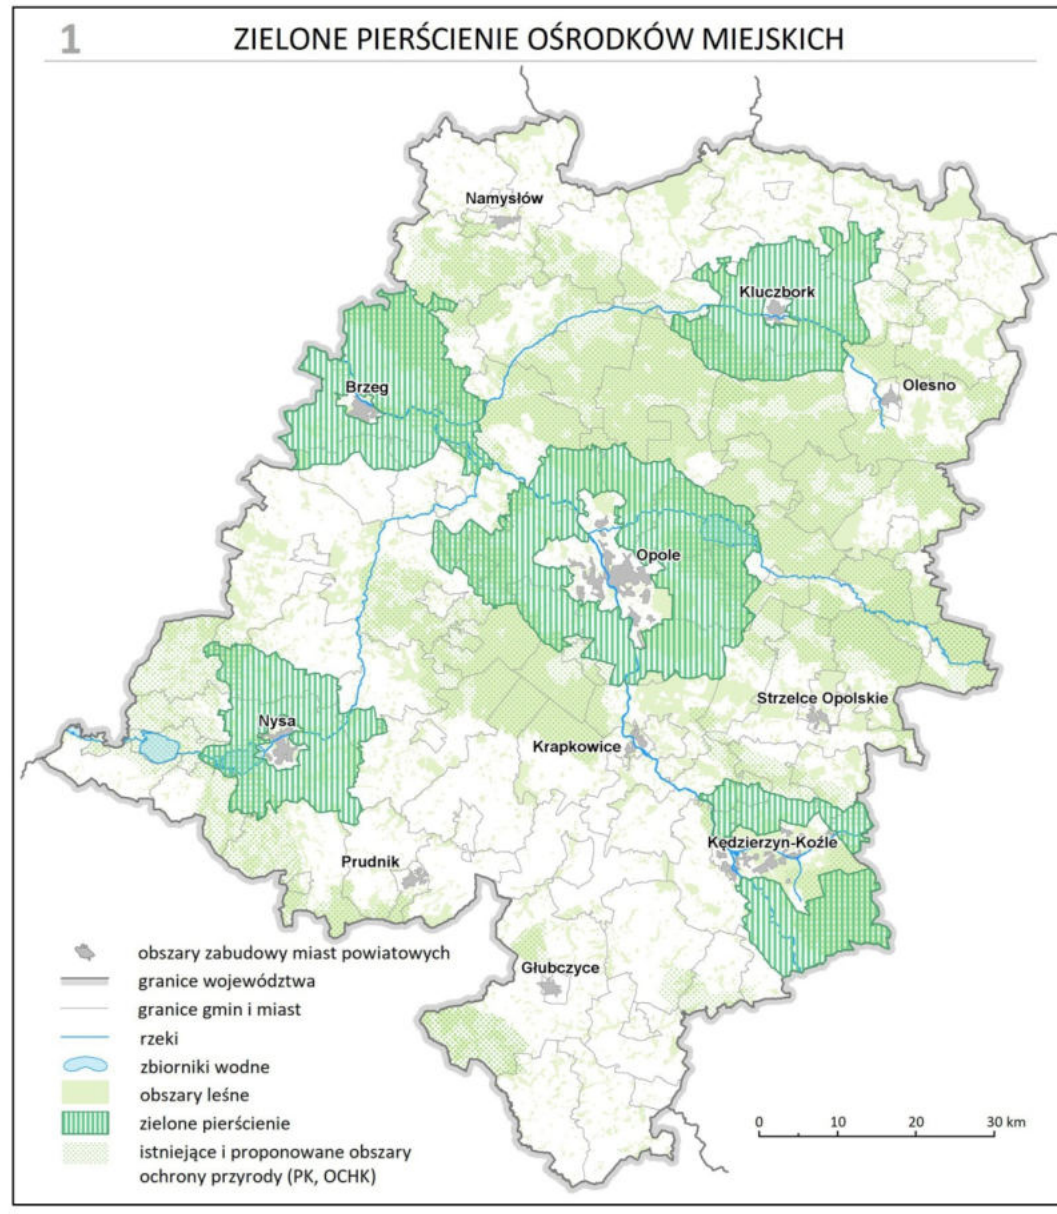 1 ZIELONE PIERŚCIENIE OŚRODKÓW MIEJSKICH
Namysłów
Kluczbork
Brzeg
Olesno
Opole
Strzelce Opolskie
Nysa
Krapkowice
Kędzierzyn-Koźle
Prudnik
Głubczyce
obszary zabudowy miast powiatowych
granice województwa
granice gmin i miast
rzeki
zbiorniki wodne
obszary leśne
zielone pierścienie
istniejące i proponowane obszary
ochrony przyrody (PK, OCHK)
0 10 20 30 km